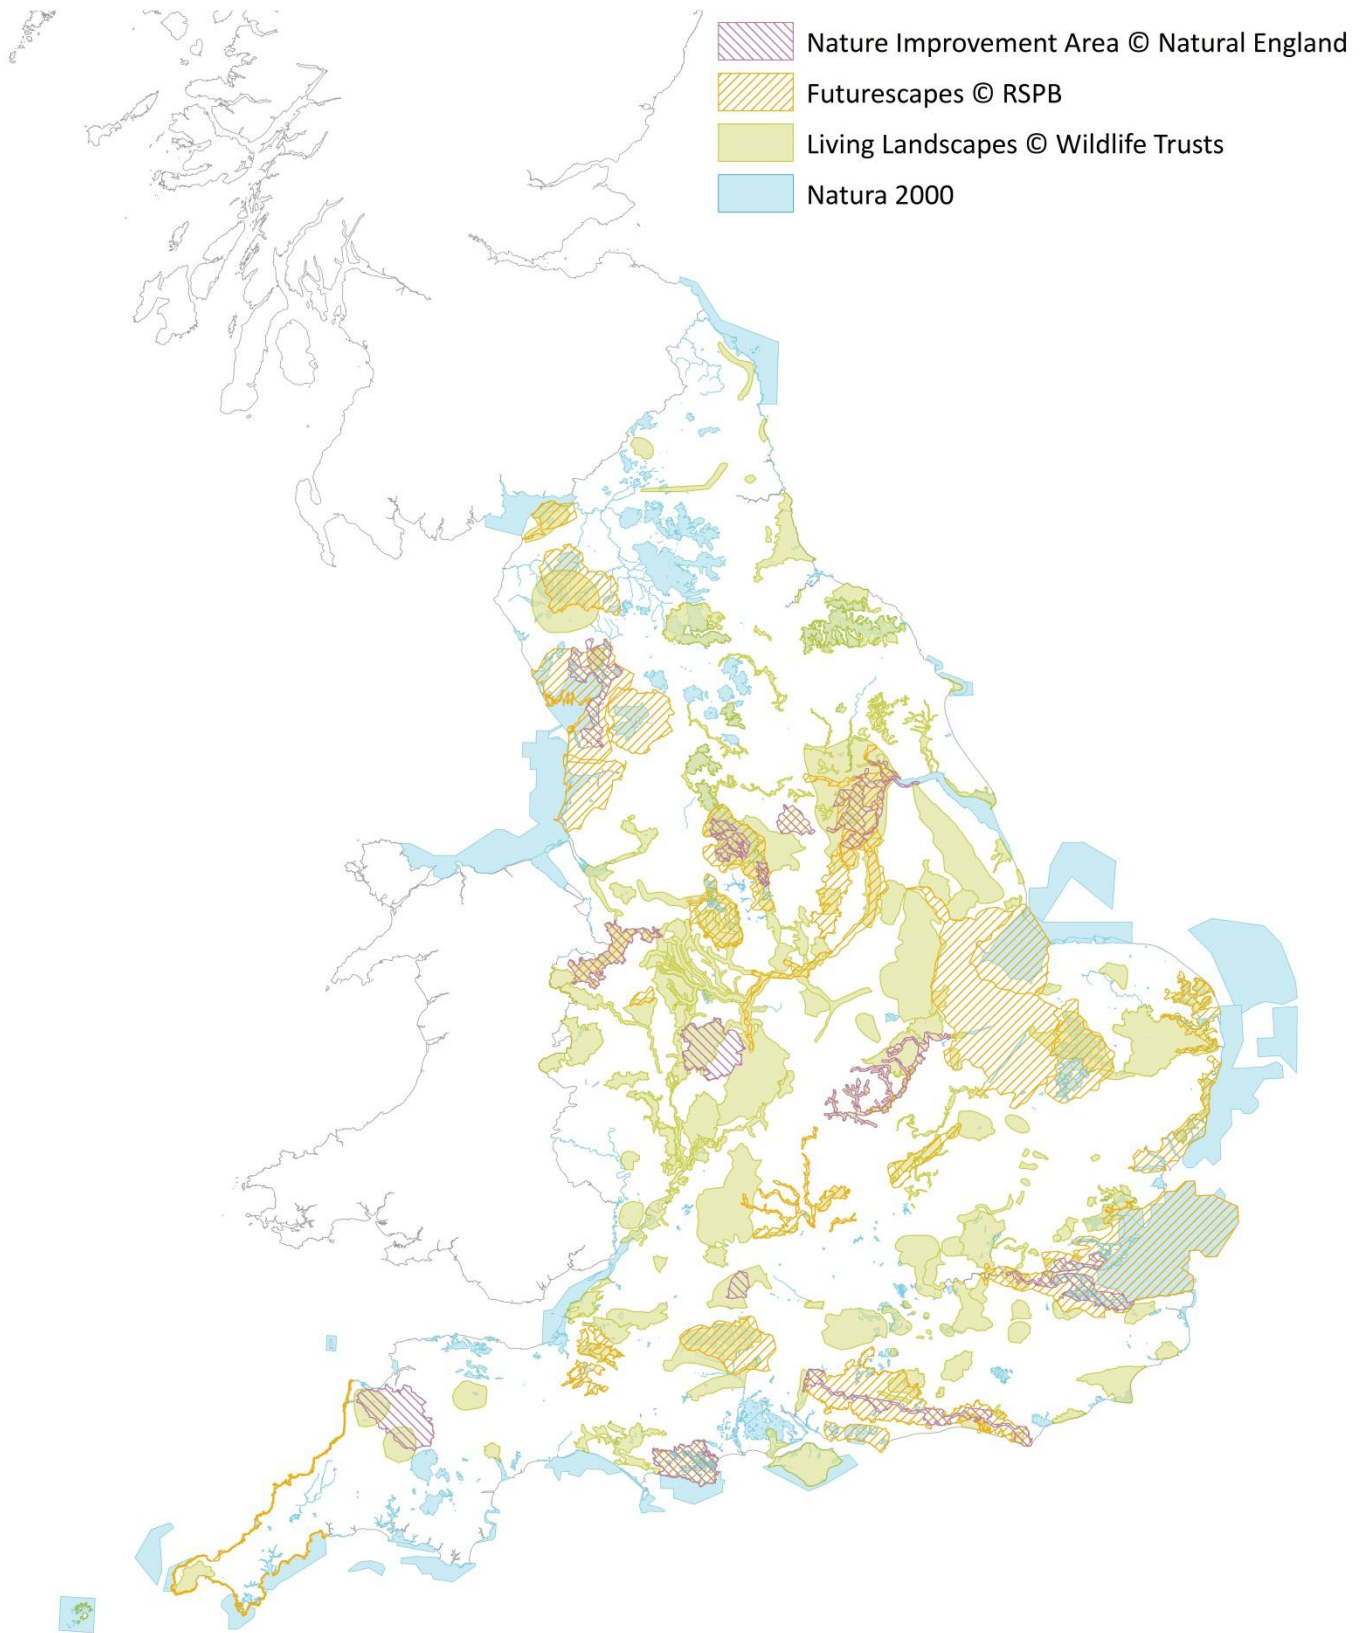 Nature Improvement Area © Natural England
Futurescapes © RSPB
Living Landscapes © Wildlife Trusts
Natura 2000